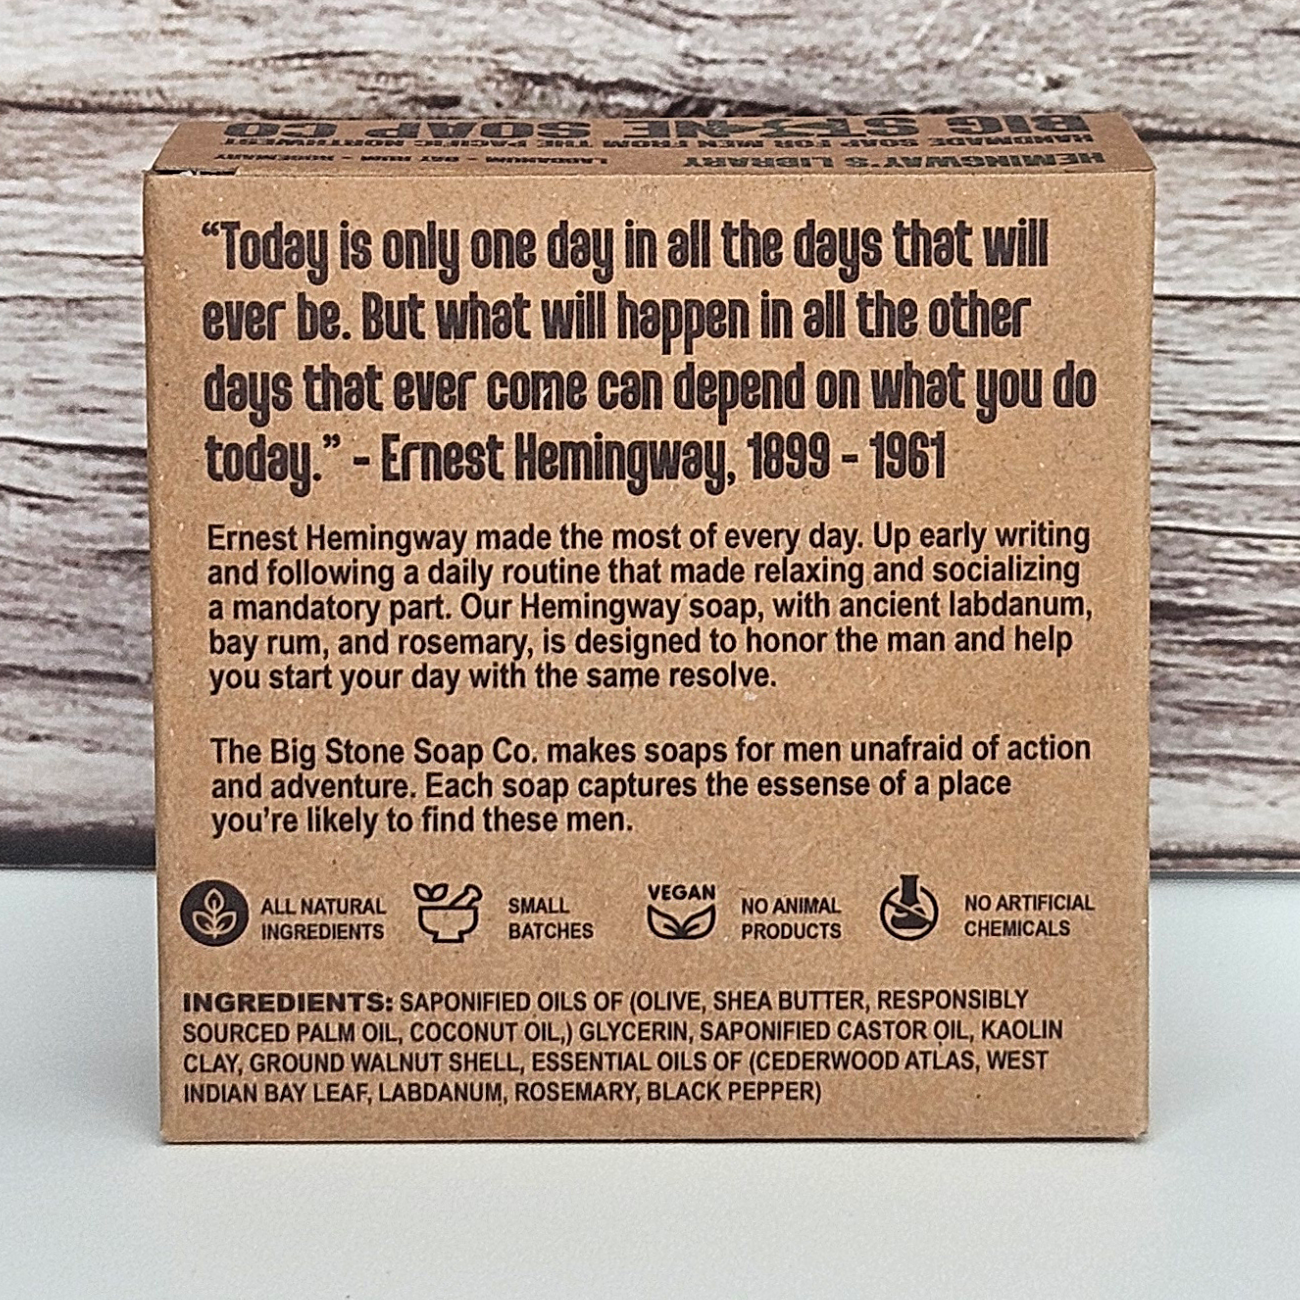 BIG STONE SOAP CO
HANDMADE SOAP FOR MEN FROM THE PACIFIC NORTHWEST
HEMINGWAY'S LIBRARY
LABDANUM - BAY RUM - ROSEMARY
“Today is only one day in all the days that will
ever be. But what will happen in all the other
days that ever come can depend on what you do
today.” - Ernest Hemingway, 1899 - 1961
Ernest Hemingway made the most of every day. Up early writing
and following a daily routine that made relaxing and socializing
a mandatory part. Our Hemingway soap, with ancient labdanum,
bay rum, and rosemary, is designed to honor the man and help
you start your day with the same resolve.
The Big Stone Soap Co. makes soaps for men unafraid of action
and adventure. Each soap captures the essense of a place
you're likely to find these men.
ALL NATURAL
INGREDIENTS
SMALL
BATCHES
VEGAN
NO ANIMAL
PRODUCTS
NO ARTIFICIAL
CHEMICALS
INGREDIENTS: SAPONIFIED OILS OF (OLIVE, SHEA BUTTER, RESPONSIBLY
SOURCED PALM OIL, COCONUT OIL,) GLYCERIN, SAPONIFIED CASTOR OIL, KAOLIN
CLAY, GROUND WALNUT SHELL, ESSENTIAL OILS OF (CEDERWOOD ATLAS, WEST
INDIAN BAY LEAF, LABDANUM, ROSEMARY, BLACK PEPPER)